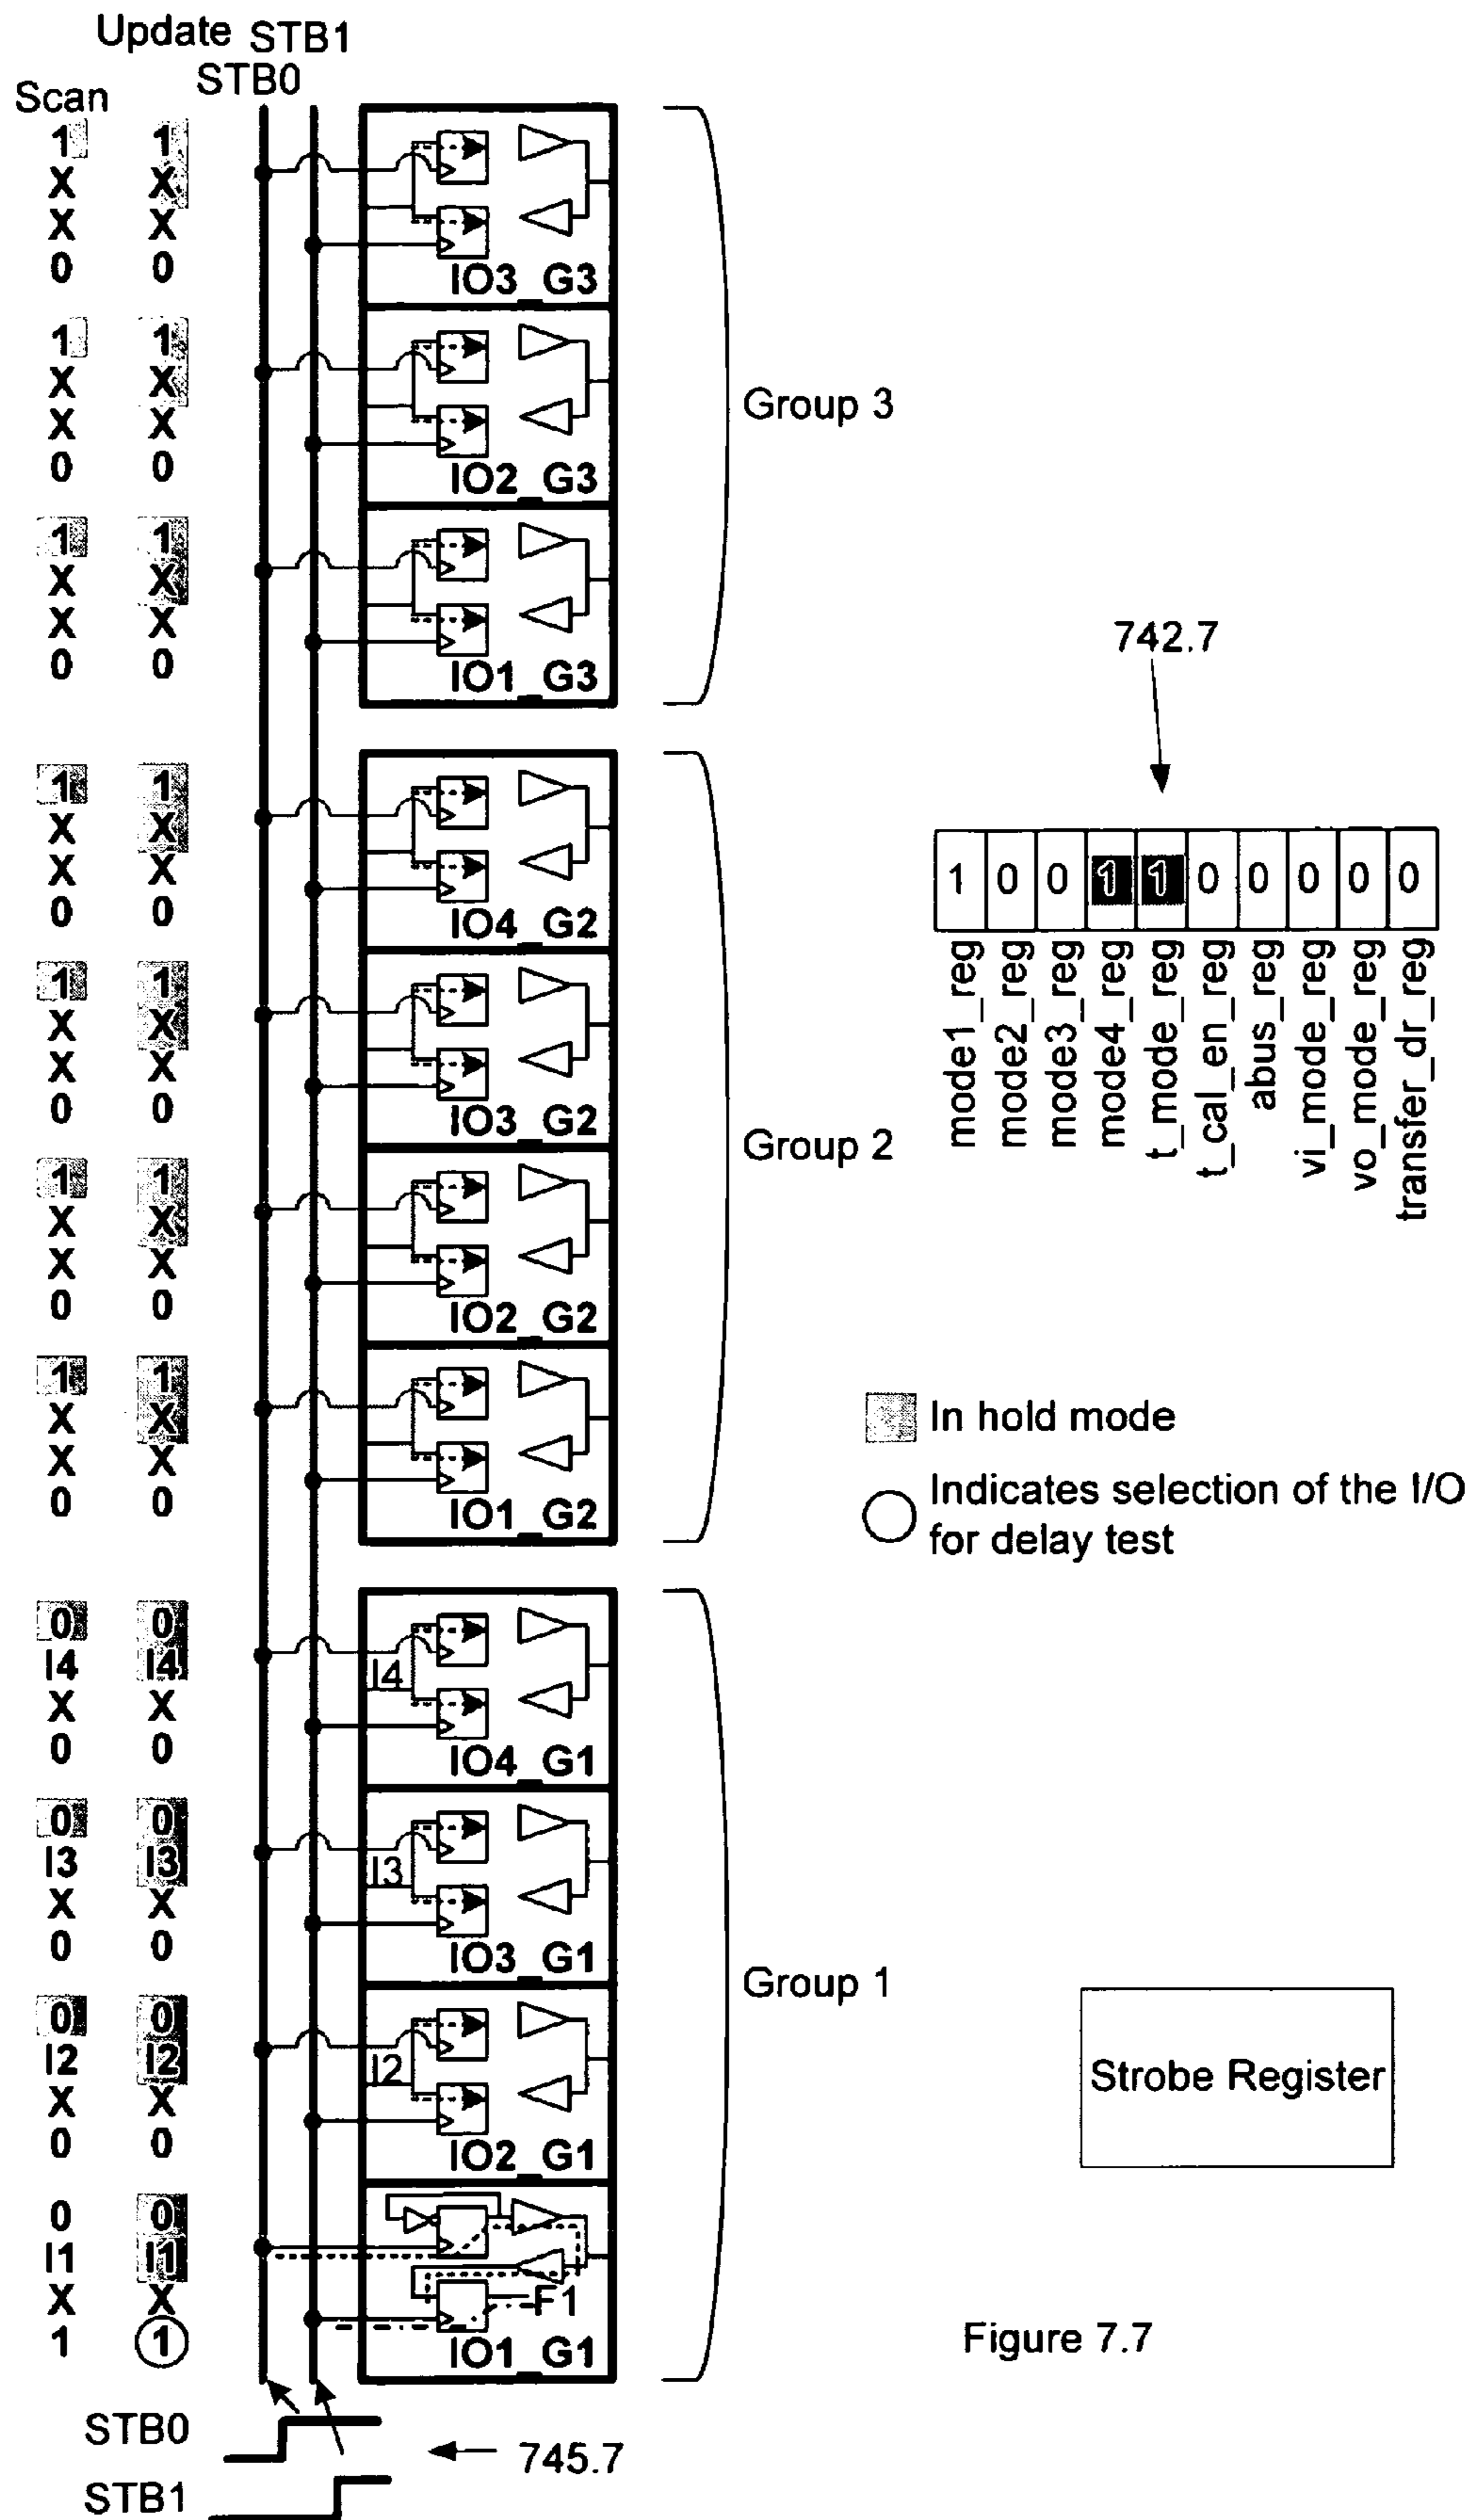 Update STB1
STB0
Scan
1 1
X X
X X
0 0
IO3_G3
1 1
X X
X X
0 0
IO2_G3
1 1
X X
X X
0 0
IO1_G3
Group 3
1 1
X X
X X
0 0
IO4_G2
1 1
X X
X X
0 0
IO3_G2
1 1
X X
X X
0 0
IO2_G2
1 1
X X
X X
0 0
IO1_G2
Group 2
742.7
1 0 0 1 1 0 0 0 0 0
mode1_reg
mode2_reg
mode3_reg
mode4_reg
t_mode_reg
t_cal_en_reg
abus_reg
vi_mode_reg
vo_mode_reg
transfer_dr_reg
In hold mode
Indicates selection of the I/O
for delay test
0 0
I4 I4
X X
0 0
I4
IO4_G1
0 0
I3 I3
X X
0 0
I3
IO3_G1
0 0
I2 I2
X X
0 0
I2
IO2_G1
0 0
I1 I1
X X
1 1
F1
IO1_G1
Group 1
Strobe Register
Figure 7.7
STB0
745.7
STB1